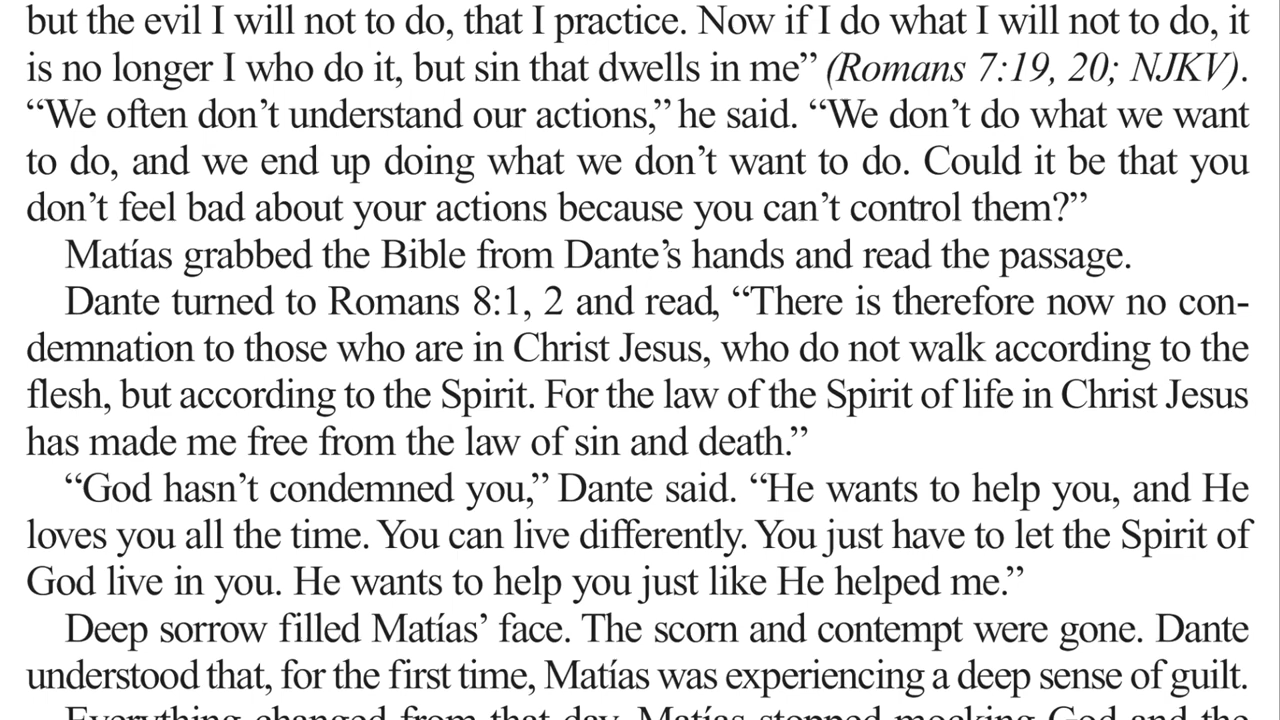 but the evil I will not to do, that I practice. Now if I do what I will not to do, it
is no longer I who do it, but sin that dwells in me” (Romans 7:19, 20; NJKV).
“We often don’t understand our actions,” he said. “We don’t do what we want
to do, and we end up doing what we don’t want to do. Could it be that you
don’t feel bad about your actions because you can’t control them?”
Matías grabbed the Bible from Dante’s hands and read the passage.
Dante turned to Romans 8:1, 2 and read, “There is therefore now no con-
demnation to those who are in Christ Jesus, who do not walk according to the
flesh, but according to the Spirit. For the law of the Spirit of life in Christ Jesus
has made me free from the law of sin and death.”
“God hasn’t condemned you,” Dante said. “He wants to help you, and He
loves you all the time. You can live differently. You just have to let the Spirit of
God live in you. He wants to help you just like He helped me.”
Deep sorrow filled Matías’ face. The scorn and contempt were gone. Dante
understood that, for the first time, Matías was experiencing a deep sense of guilt.
Everything changed from that day. Matías stopped mocking God and the